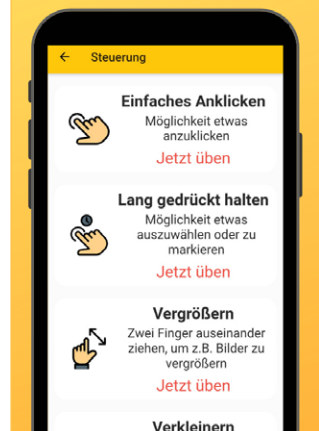 Steuerung
Einfaches Anklicken
Möglichkeit etwas
anzuklicken
Jetzt üben
Lang gedrückt halten
Möglichkeit etwas
auszuwählen oder zu
markieren
Jetzt üben
Vergrößern
Zwei Finger auseinander
ziehen, um z.B. Bilder zu
vergrößern
Jetzt üben
Verkleinern